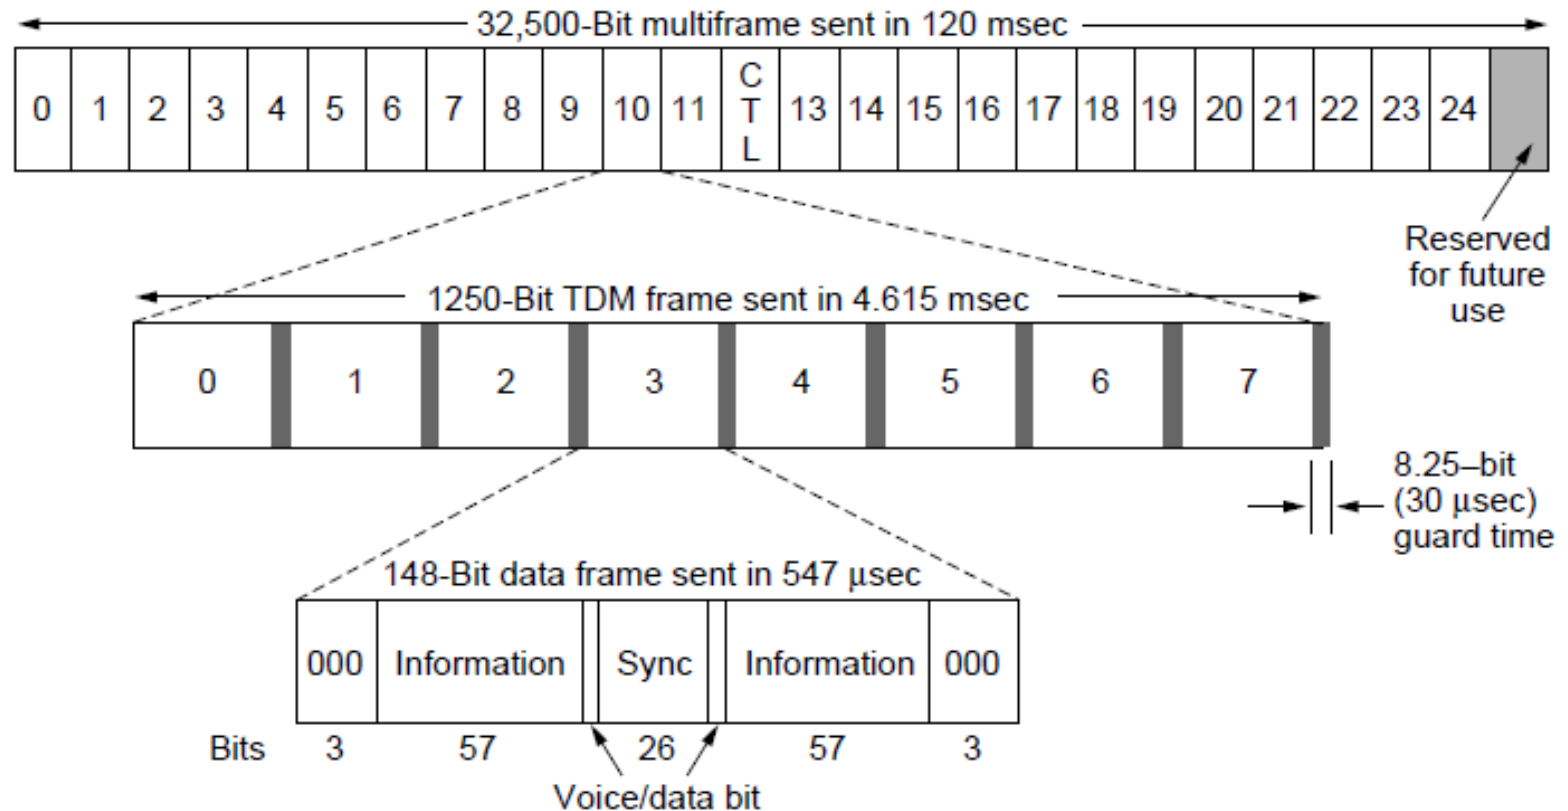 32,500-Bit multiframe sent in 120 msec
0 1 2 3 4 5 6 7 8 9 10 11 CTL 13 14 15 16 17 18 19 20 21 22 23 24
Reserved
for future
use
1250-Bit TDM frame sent in 4.615 msec
0 1 2 3 4 5 6 7
8.25–bit
(30 μsec)
guard time
148-Bit data frame sent in 547 μsec
000 Information Sync Information 000
Bits 3 57 26 57 3
Voice/data bit